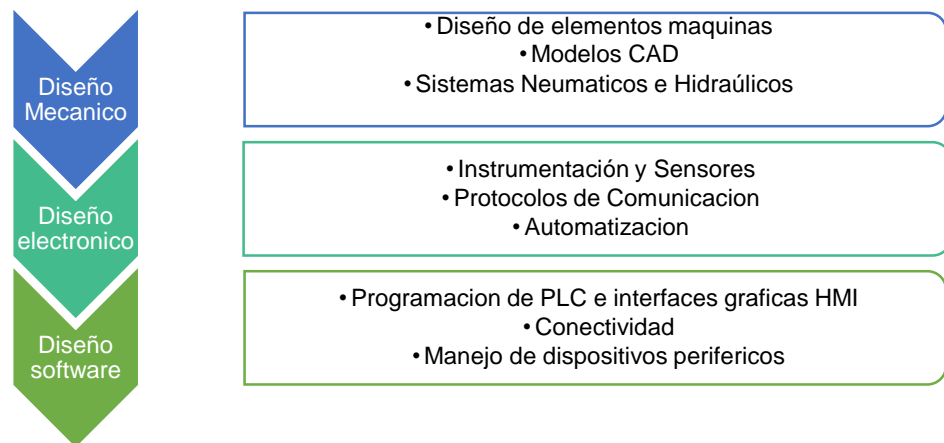 Diseño
Mecanico
• Diseño de elementos maquinas
• Modelos CAD
• Sistemas Neumaticos e Hidraúlicos
Diseño
electronico
• Instrumentación y Sensores
• Protocolos de Comunicacion
• Automatizacion
Diseño
software
• Programacion de PLC e interfaces graficas HMI
• Conectividad
• Manejo de dispositivos perifericos